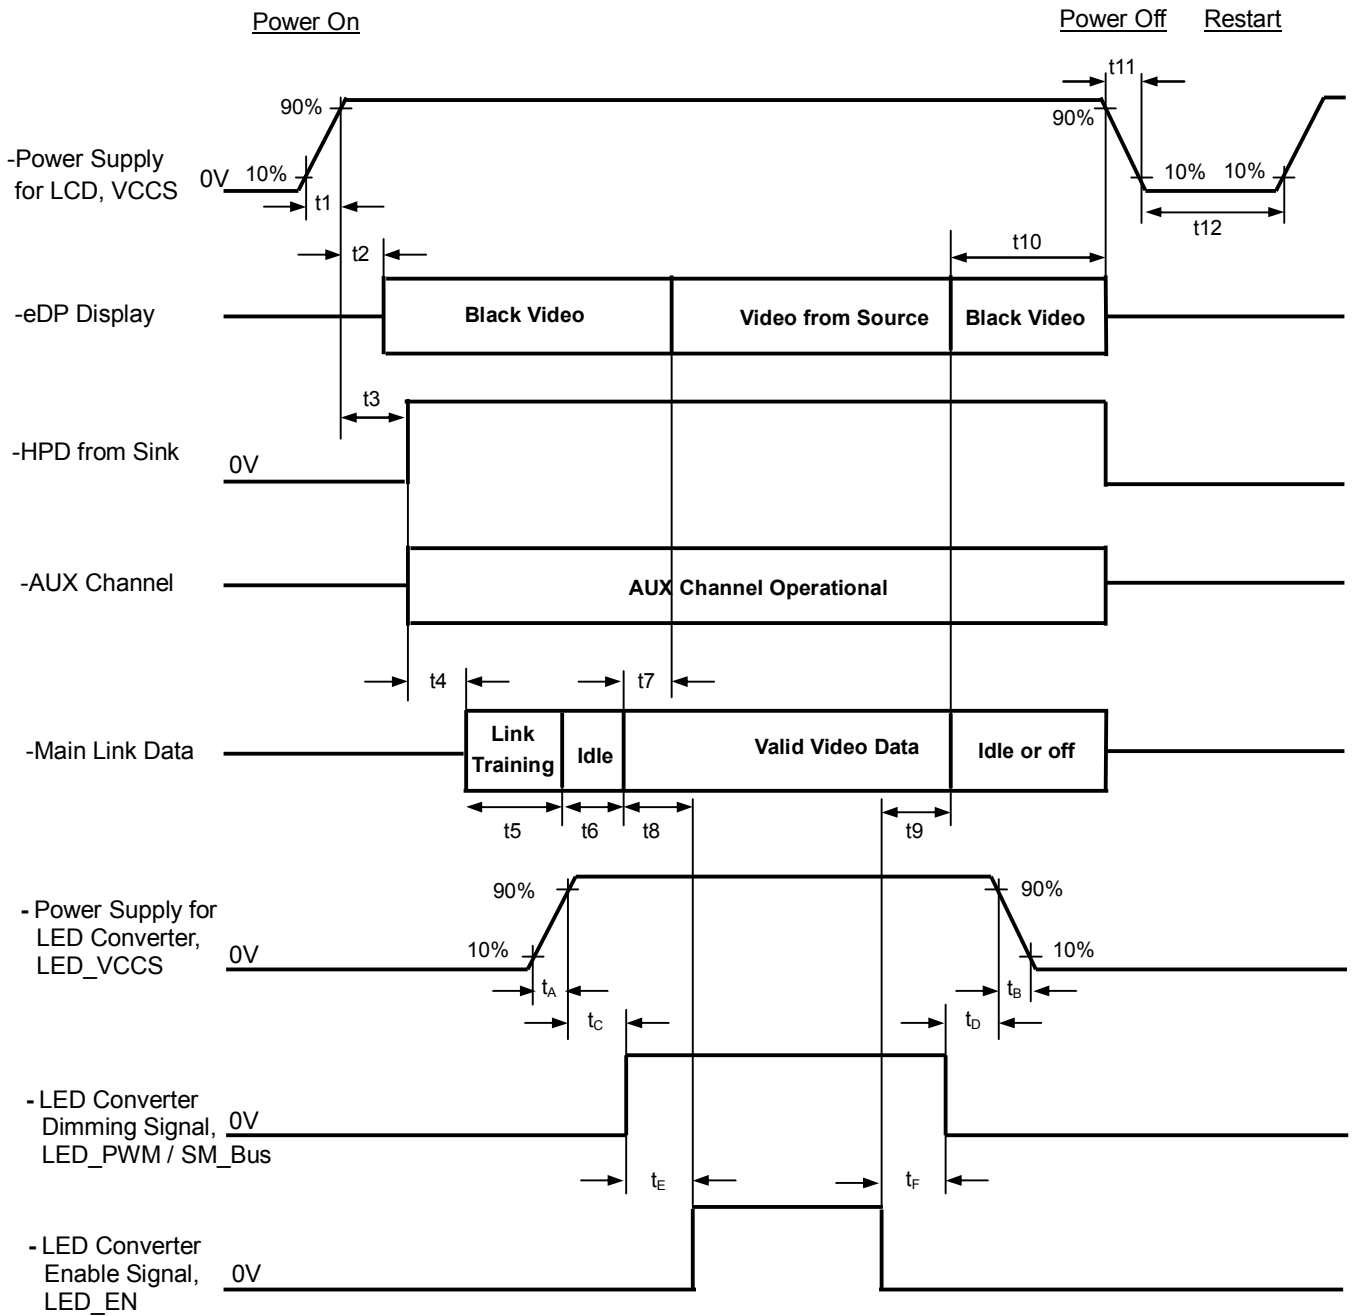 Power On
Power Off
Restart
t11
90%
90%
-Power Supply
for LCD, VCCS
0V
10%
10%
10%
t1
t12
t2
t10
-eDP Display
Black Video
Video from Source
Black Video
t3
-HPD from Sink
0V
-AUX Channel
AUX Channel Operational
t4
t7
-Main Link Data
Link
Training
Idle
Valid Video Data
Idle or off
t5
t6
t8
t9
90%
90%
- Power Supply for
LED Converter,
LED_VCCS
0V
10%
10%
tA
tB
tC
tD
- LED Converter
Dimming Signal,
LED_PWM / SM_Bus
0V
tE
tF
- LED Converter
Enable Signal,
LED_EN
0V